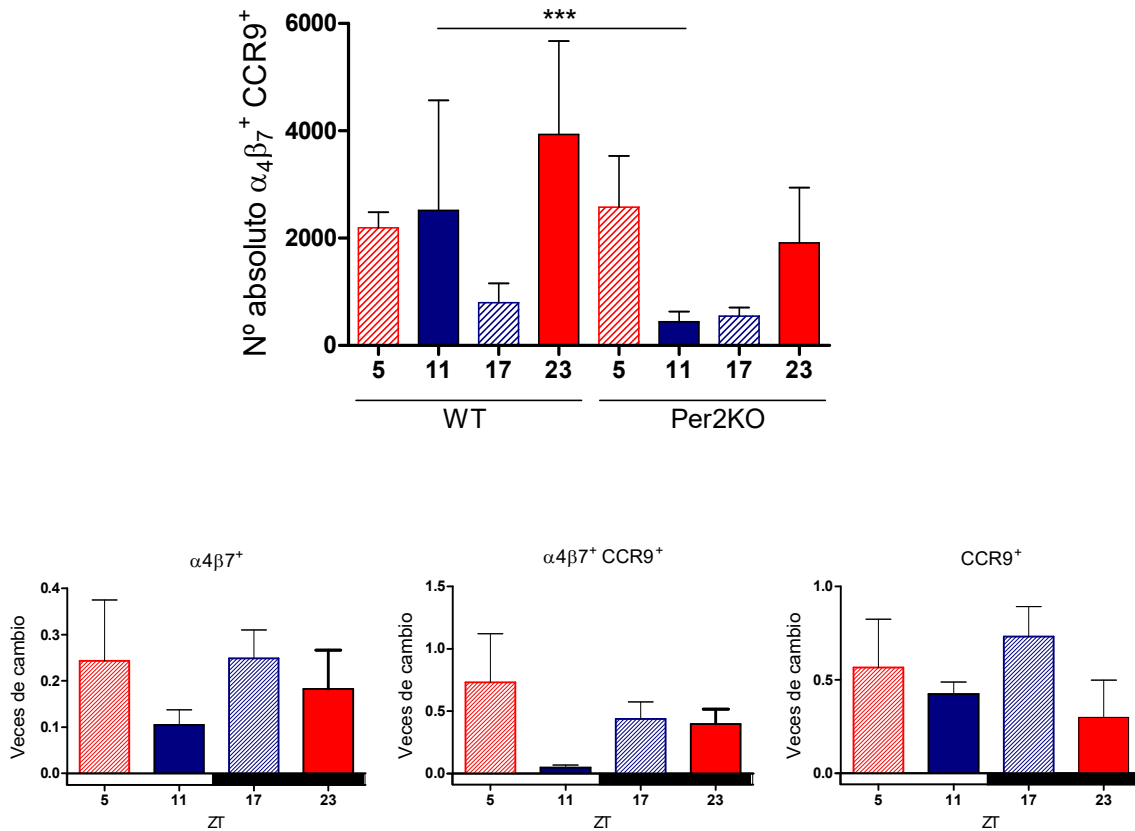 ***
6000
4000
2000
0
Nº absoluto α₄β₇⁺ CCR9⁺
5 11 17 23 5 11 17 23
WT Per2KO
α4β7⁺
0.4
0.3
0.2
0.1
0.0
Veces de cambio
5 11 17 23
ZT
α4β7⁺ CCR9⁺
1.5
1.0
0.5
0.0
Veces de cambio
5 11 17 23
ZT
CCR9⁺
1.0
0.5
0.0
Veces de cambio
5 11 17 23
ZT